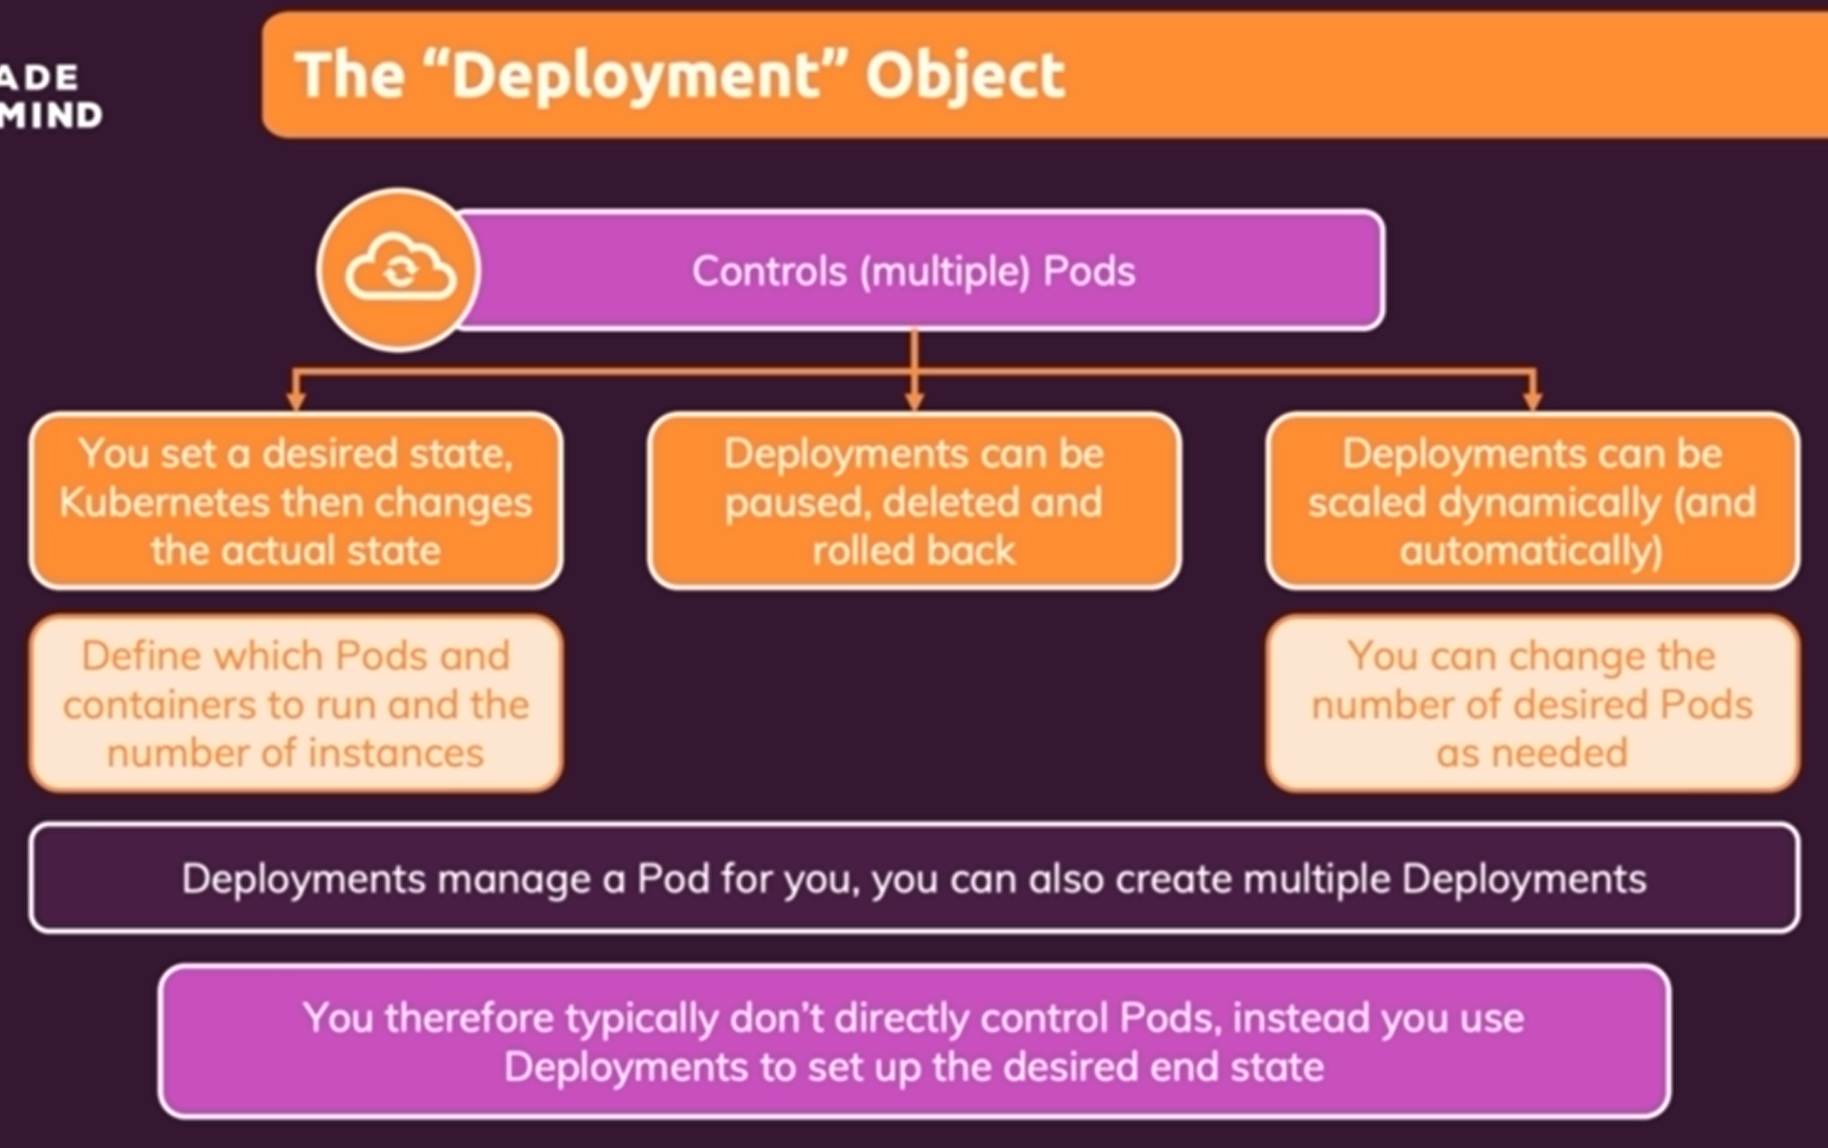 ADE
MIND
The “Deployment” Object
Controls (multiple) Pods
You set a desired state,
Kubernetes then changes
the actual state
Deployments can be
paused, deleted and
rolled back
Deployments can be
scaled dynamically (and
automatically)
Define which Pods and
containers to run and the
number of instances
You can change the
number of desired Pods
as needed
Deployments manage a Pod for you, you can also create multiple Deployments
You therefore typically don’t directly control Pods, instead you use
Deployments to set up the desired end state